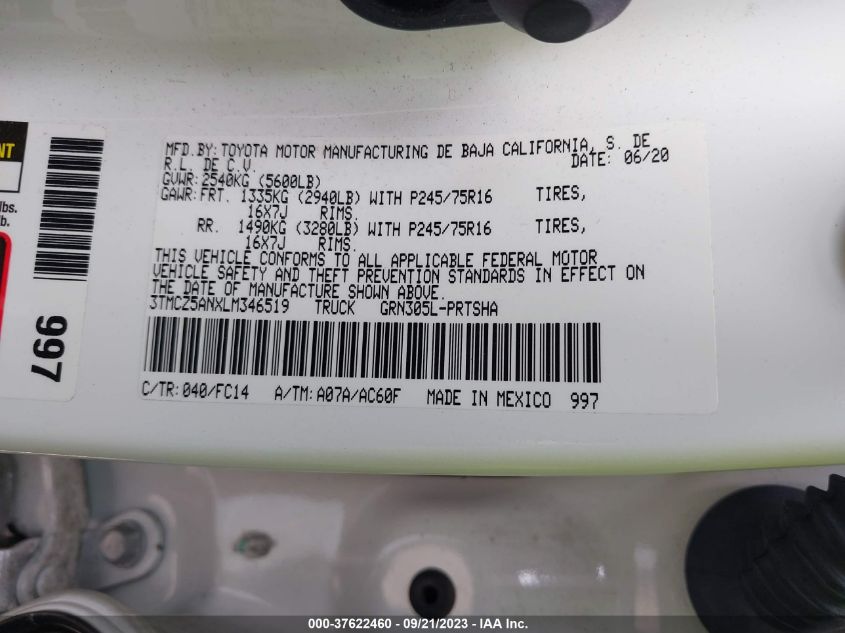 MFD.BY: TOYOTA MOTOR MANUFACTURING DE BAJA CALIFORNIA, S. DE
R.L. DE C.V. DATE: 06/20
GVWR: 2540KG (5600LB)
GAWR: FRT. 1335KG (2940LB) WITH P245/75R16 TIRES,
16X7J RIMS.
RR. 1490KG (3280LB) WITH P245/75R16 TIRES,
16X7J RIMS.
THIS VEHICLE CONFORMS TO ALL APPLICABLE FEDERAL MOTOR
VEHICLE SAFETY AND THEFT PREVENTION STANDARDS IN EFFECT ON
THE DATE OF MANUFACTURE SHOWN ABOVE.
3TMCZ5ANXLM346519 TRUCK GRN305L-PRTSHA
C/TR: 040/FC14 A/TM: A07A/AC60F MADE IN MEXICO 997
NT
lbs.
b.
997
000-37622460 - 09/21/2023 - IAA Inc.